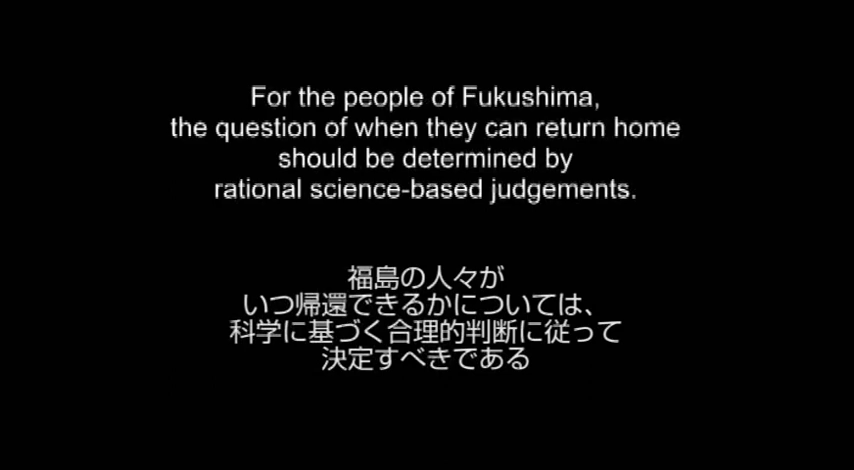 For the people of Fukushima,
the question of when they can return home
should be determined by
rational science-based judgements.
福島の人々が
いつ帰還できるかについては、
科学に基づく合理的判断に従って
決定すべきである